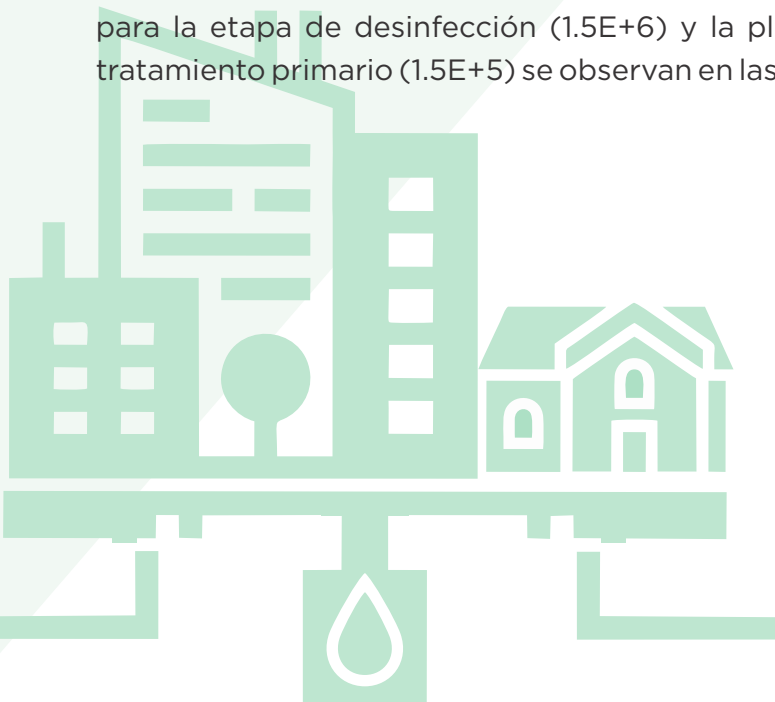 para la etapa de desinfección (1.5E+6) y la pl
tratamiento primario (1.5E+5) se observan en las